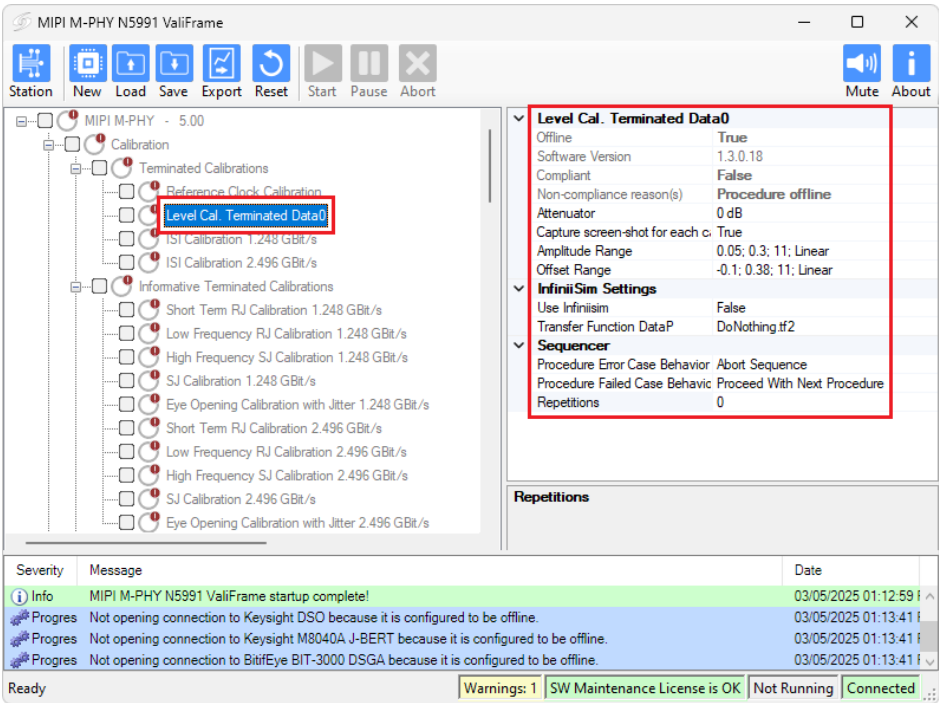 MIPI M-PHY N5991 ValiFrame
Station New Load Save Export Reset Start Pause Abort Mute About
MIPI M-PHY - 5.00
Calibration
Terminated Calibrations
Reference Clock Calibration
Level Cal. Terminated Data0
ISI Calibration 1.248 GBit/s
ISI Calibration 2.496 GBit/s
Informative Terminated Calibrations
Short Term RJ Calibration 1.248 GBit/s
Low Frequency RJ Calibration 1.248 GBit/s
High Frequency SJ Calibration 1.248 GBit/s
SJ Calibration 1.248 GBit/s
Eye Opening Calibration with Jitter 1.248 GBit/s
Short Term RJ Calibration 2.496 GBit/s
Low Frequency RJ Calibration 2.496 GBit/s
High Frequency SJ Calibration 2.496 GBit/s
SJ Calibration 2.496 GBit/s
Eye Opening Calibration with Jitter 2.496 GBit/s
Level Cal. Terminated Data0
Offline True
Software Version 1.3.0.18
Compliant False
Non-compliance reason(s) Procedure offline
Attenuator 0 dB
Capture screen-shot for each c True
Amplitude Range 0.05; 0.3; 11; Linear
Offset Range -0.1; 0.38; 11; Linear
InfiniiSim Settings
Use Infiniisim False
Transfer Function DataP DoNothing.tf2
Sequencer
Procedure Error Case Behavior Abort Sequence
Procedure Failed Case Behavic Proceed With Next Procedure
Repetitions 0
Repetitions
Severity Message Date
Info MIPI M-PHY N5991 ValiFrame startup complete! 03/05/2025 01:12:59
Progres Not opening connection to Keysight DSO because it is configured to be offline. 03/05/2025 01:13:41
Progres Not opening connection to Keysight M8040A J-BERT because it is configured to be offline. 03/05/2025 01:13:41
Progres Not opening connection to BitifEye BIT-3000 DSGA because it is configured to be offline. 03/05/2025 01:13:41
Ready Warnings: 1 SW Maintenance License is OK Not Running Connected